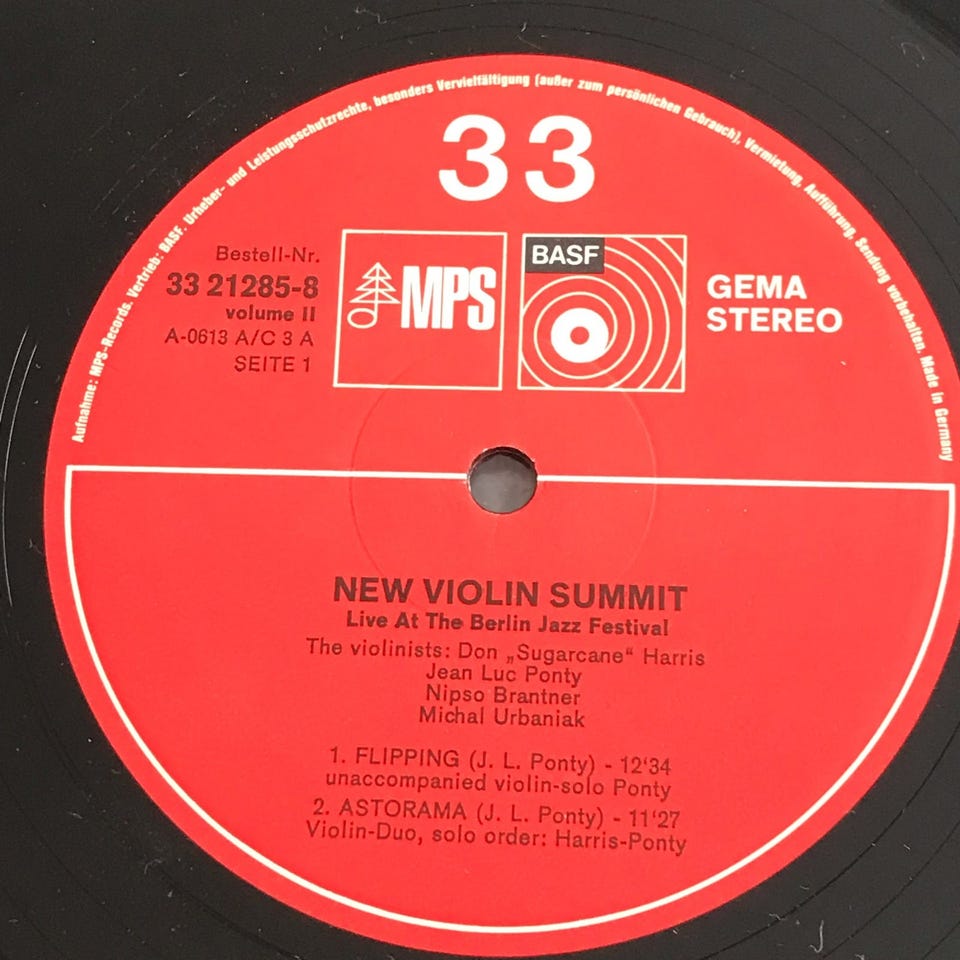 Aufnahme: MPS-Records. Vertrieb: BASF. Urheber- und Leistungsschutzrechte, besonders Vervielfältigung (außer zum persönlichen Gebrauch), Vermietung, Aufführung, Sendung vorbehalten. Made in Germany
33
Bestell-Nr.
33 21285-8
volume II
A-0613 A/C 3 A
SEITE 1
MPS
BASF
GEMA
STEREO
NEW VIOLIN SUMMIT
Live At The Berlin Jazz Festival
The violinists: Don „Sugarcane“ Harris
Jean Luc Ponty
Nipso Brantner
Michal Urbaniak
1. FLIPPING (J. L. Ponty) - 12'34
unaccompanied violin-solo Ponty
2. ASTORAMA (J. L. Ponty) - 11'27
Violin-Duo, solo order: Harris-Ponty